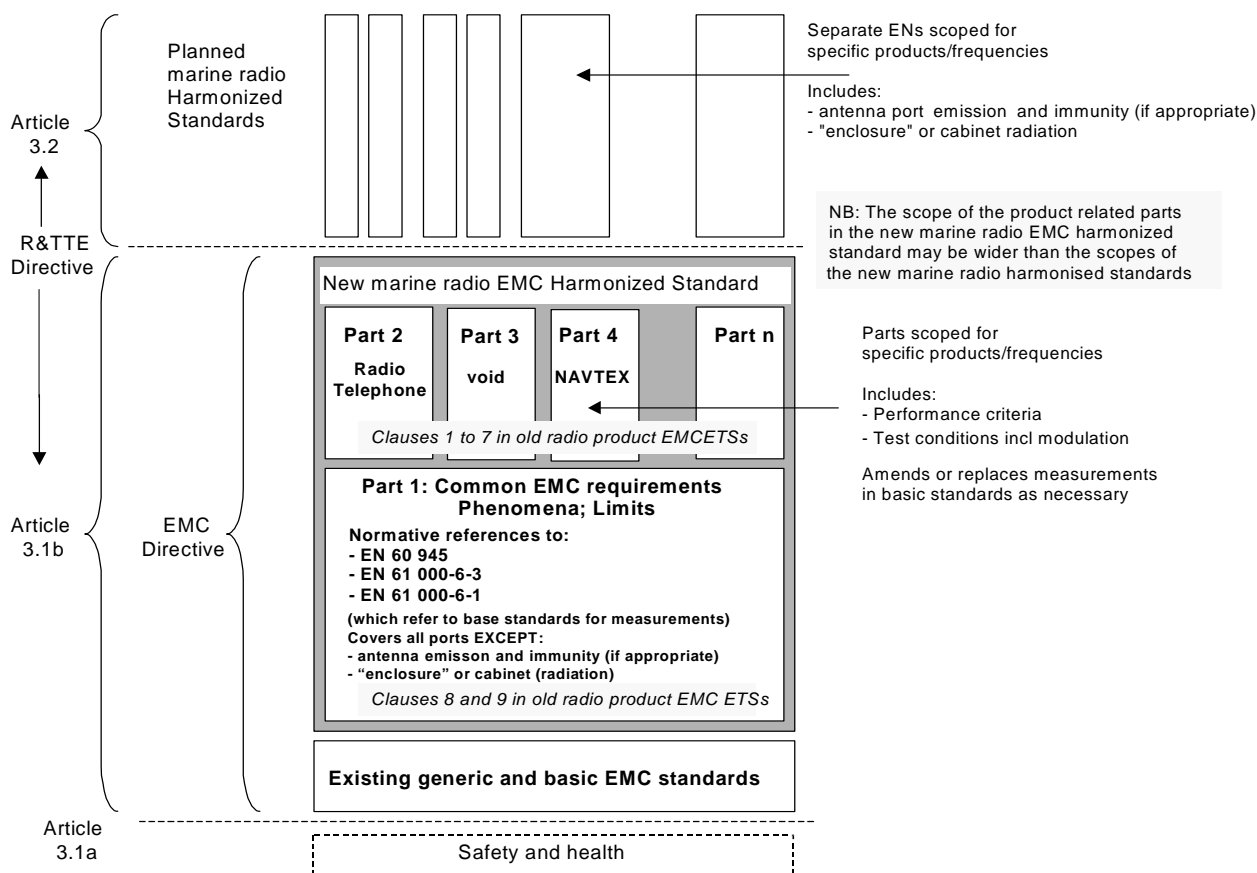 Planned
marine radio
Harmonized
Standards
Separate ENs scoped for
specific products/frequencies
Includes:
- antenna port emission and immunity (if appropriate)
- "enclosure" or cabinet radiation
Article
3.2
R&TTE
Directive
NB: The scope of the product related parts
in the new marine radio EMC harmonized
standard may be wider than the scopes of
the new marine radio harmonised standards
New marine radio EMC Harmonized Standard
Part 2
Radio
Telephone
Part 3
void
Part 4
NAVTEX
Part n
Clauses 1 to 7 in old radio product EMCETSs
Parts scoped for
specific products/frequencies
Includes:
- Performance criteria
- Test conditions incl modulation
Amends or replaces measurements
in basic standards as necessary
Article
3.1b
EMC
Directive
Part 1: Common EMC requirements
Phenomena; Limits
Normative references to:
- EN 60 945
- EN 61 000-6-3
- EN 61 000-6-1
(which refer to base standards for measurements)
Covers all ports EXCEPT:
- antenna emisson and immunity (if appropriate)
- “enclosure” or cabinet (radiation)
Clauses 8 and 9 in old radio product EMC ETSs
Existing generic and basic EMC standards
Article
3.1a
Safety and health